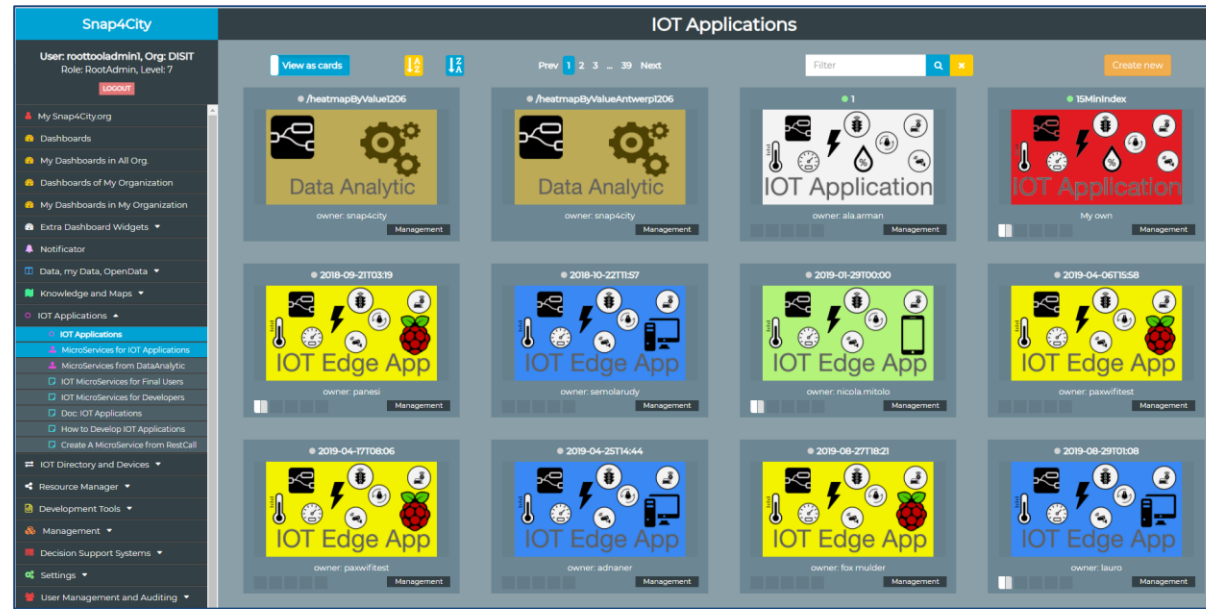 Snap4City
User: roottooladmin1, Org: DISIT
Role: RootAdmin, Level: 7
LOGOUT
My Snap4City.org
Dashboards
My Dashboards in All Org.
Dashboards of My Organization
My Dashboards in My Organization
Extra Dashboard Widgets
Notificator
Data, my Data, OpenData
Knowledge and Maps
IOT Applications
IOT Applications
MicroServices for IOT Applications
MicroServices from DataAnalytic
IOT MicroServices for Final Users
IOT MicroServices for Developers
Doc: IOT Applications
How to Develop IOT Applications
Create A MicroService from RestCall
IOT Directory and Devices
Resource Manager
Development Tools
Management
Decision Support Systems
Settings
User Management and Auditing
IOT Applications
View as cards
A Z
Z A
Prev 1 2 3 ... 39 Next
Filter
Create new
/heatmapByValue1206
/heatmapByValueAntwerp1206
1
15MinIndex
Data Analytic
Data Analytic
%
IOT Application
%
IOT Application
owner: snap4city
owner: snap4city
owner: ala.arman
My own
Management
Management
Management
Management
2018-09-21T03:19
2018-10-22T11:57
2019-01-29T00:00
2019-04-06T15:58
IOT Edge App
IOT Edge App
IOT Edge App
IOT Edge App
owner: panesi
owner: semolarudy
owner: nicola.mitolo
owner: paxwifitest
Management
Management
Management
Management
2019-04-17T08:06
2019-04-25T14:44
2019-08-27T18:21
2019-08-29T01:08
IOT Edge App
IOT Edge App
IOT Edge App
IOT Edge App
owner: paxwifitest
owner: adnaner
owner: fox mulder
owner: lauro
Management
Management
Management
Management